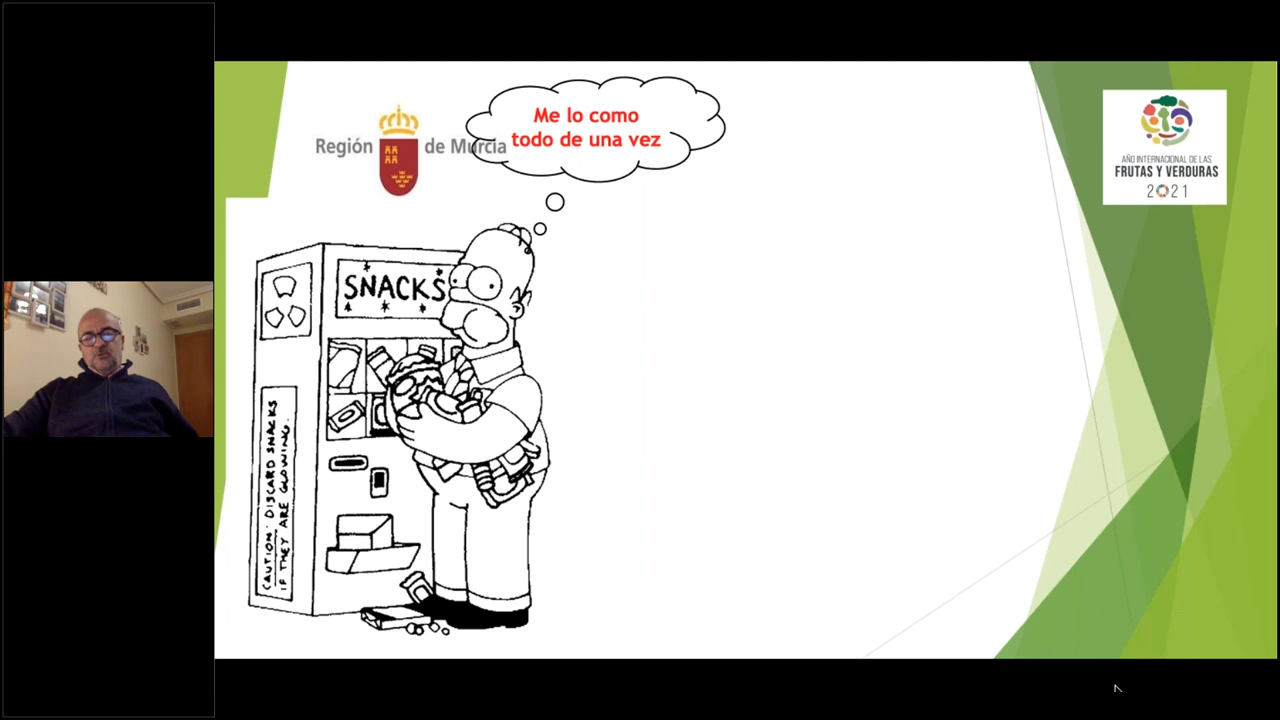 Me lo como
todo de una vez
Región de Murcia
AÑO INTERNACIONAL DE LAS
FRUTAS Y VERDURAS
2021
SNACKS
CAUTION: DISCARD SNACKS
IF THEY ARE GLOWING.